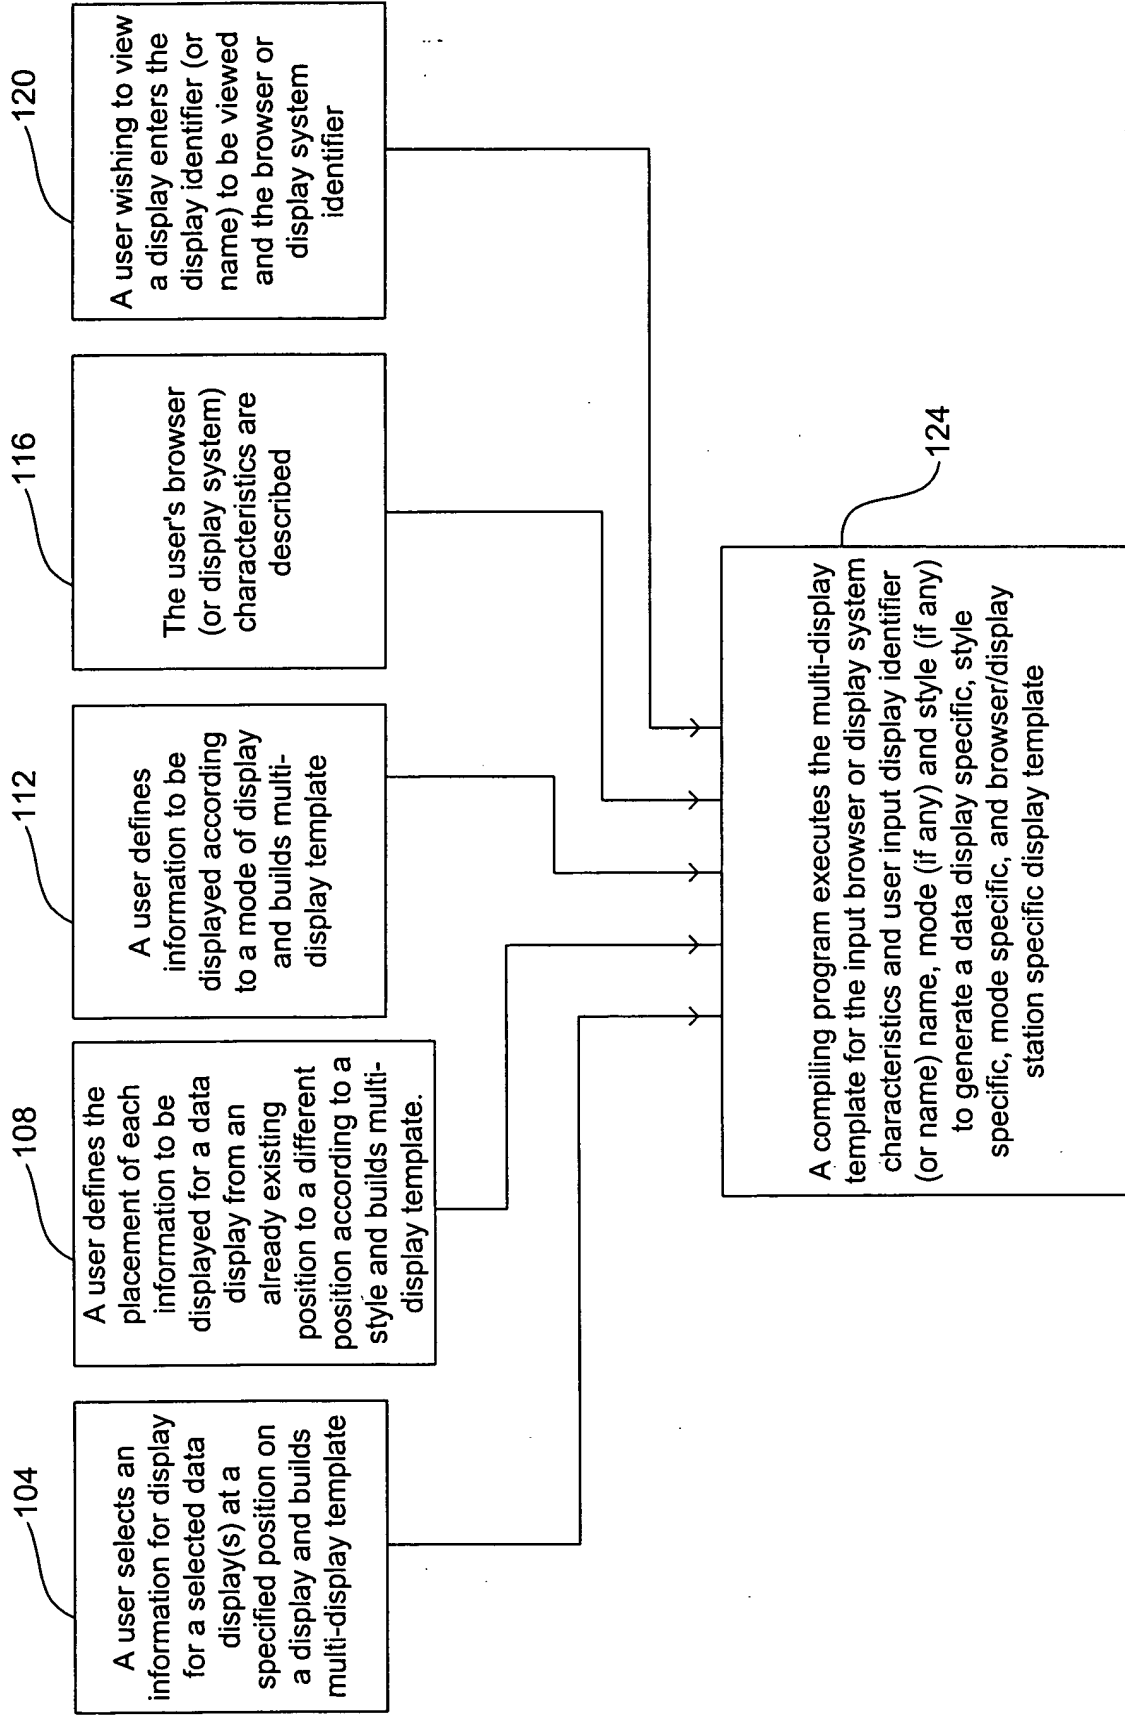 104
A user selects an
information for display
for a selected data
display(s) at a
specified position on
a display and builds
multi-display template
108
A user defines the
placement of each
information to be
displayed for a data
display from an
already existing
position to a different
position according to a
style and builds multi-
display template.
112
A user defines
information to be
displayed according
to a mode of display
and builds multi-
display template
116
The user's browser
(or display system)
characteristics are
described
120
A user wishing to view
a display enters the
display identifier (or
name) to be viewed
and the browser or
display system
identifier
124
A compiling program executes the multi-display
template for the input browser or display system
characteristics and user input display identifier
(or name) name, mode (if any) and style (if any)
to generate a data display specific, style
specific, mode specific, and browser/display
station specific display template